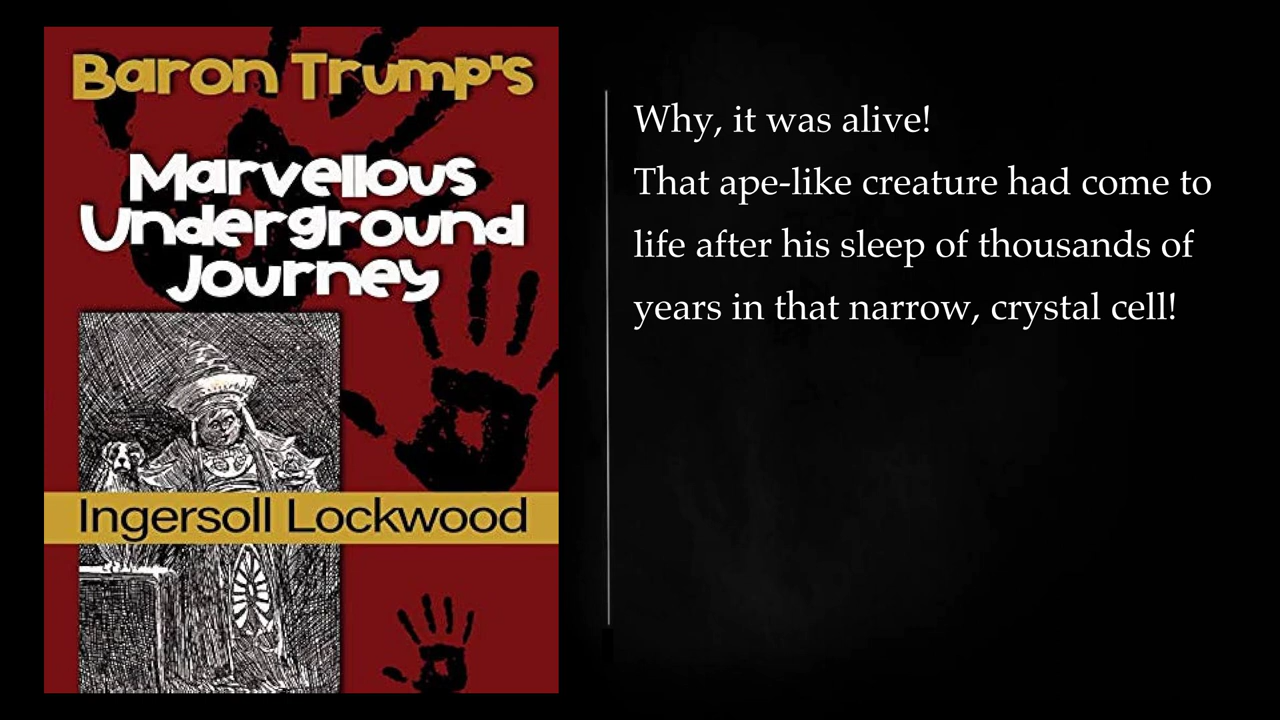 Baron Trump's
Marvellous
Underground
Journey
Ingersoll Lockwood
Why, it was alive!
That ape-like creature had come to
life after his sleep of thousands of
years in that narrow, crystal cell!